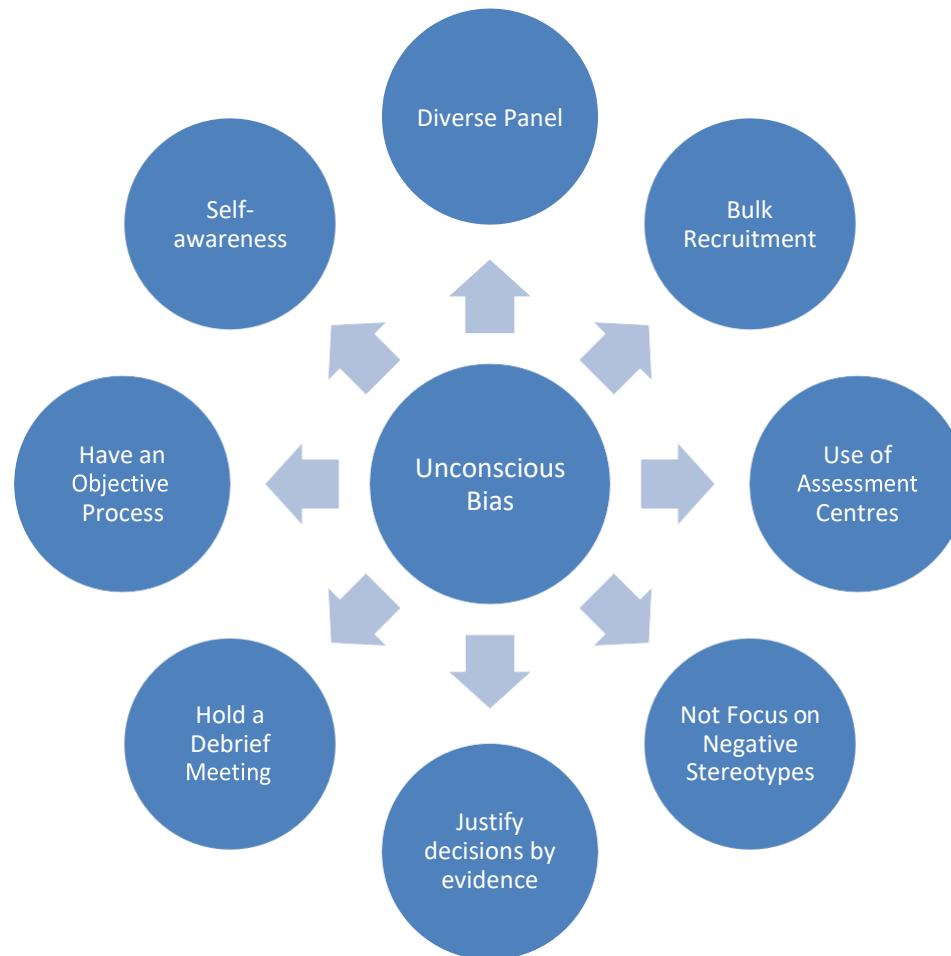 Diverse Panel
Self-
awareness
Bulk
Recruitment
Have an
Objective
Process
Unconscious
Bias
Use of
Assessment
Centres
Hold a
Debrief
Meeting
Not Focus on
Negative
Stereotypes
Justify
decisions by
evidence